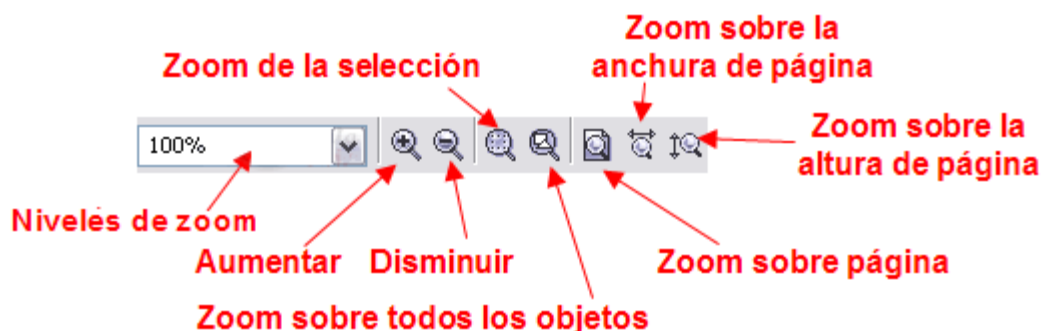 Zoom sobre la
anchura de página
Zoom de la selección
Zoom sobre la
altura de página
100%
Niveles de zoom
Aumentar
Disminuir
Zoom sobre página
Zoom sobre todos los objetos